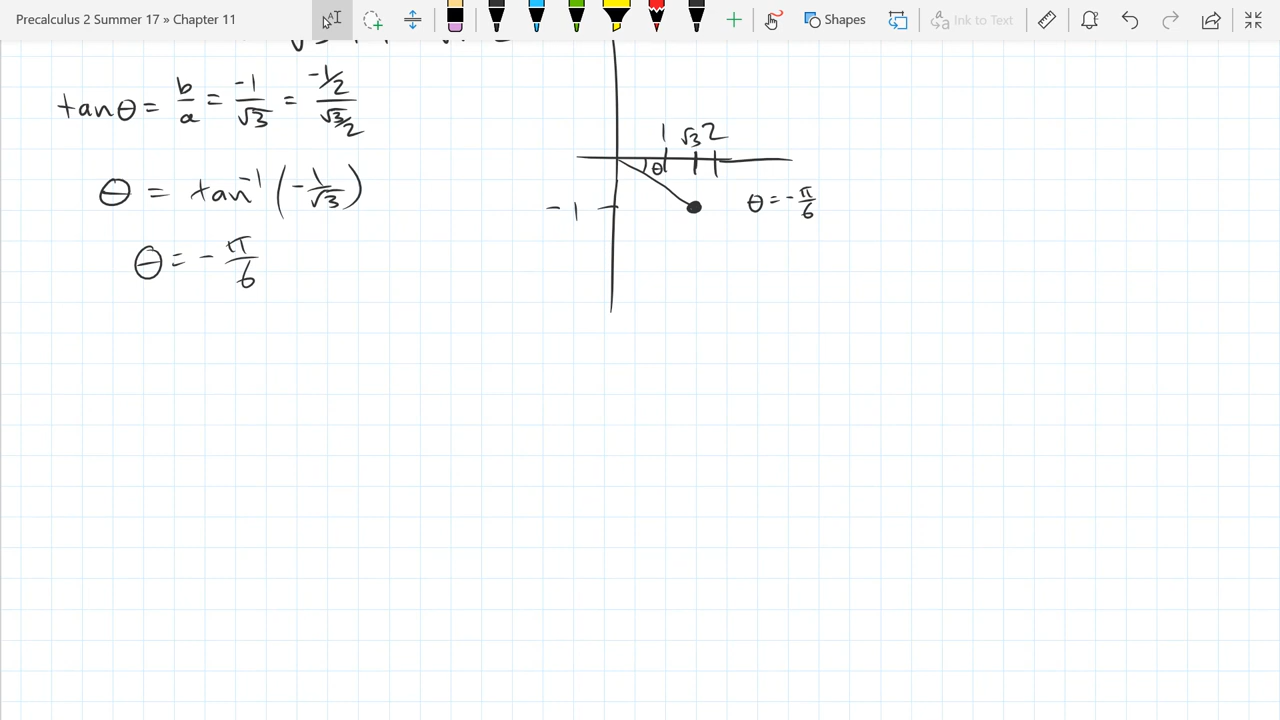 Precalculus 2 Summer 17 » Chapter 11
Shapes
Ink to Text
tan θ = b/a = -1/√3 = (-1/2)/(√3/2)
θ = tan⁻¹(-1/√3)
θ = -π/6
1 √3 2
θ
-1
θ = -π/6